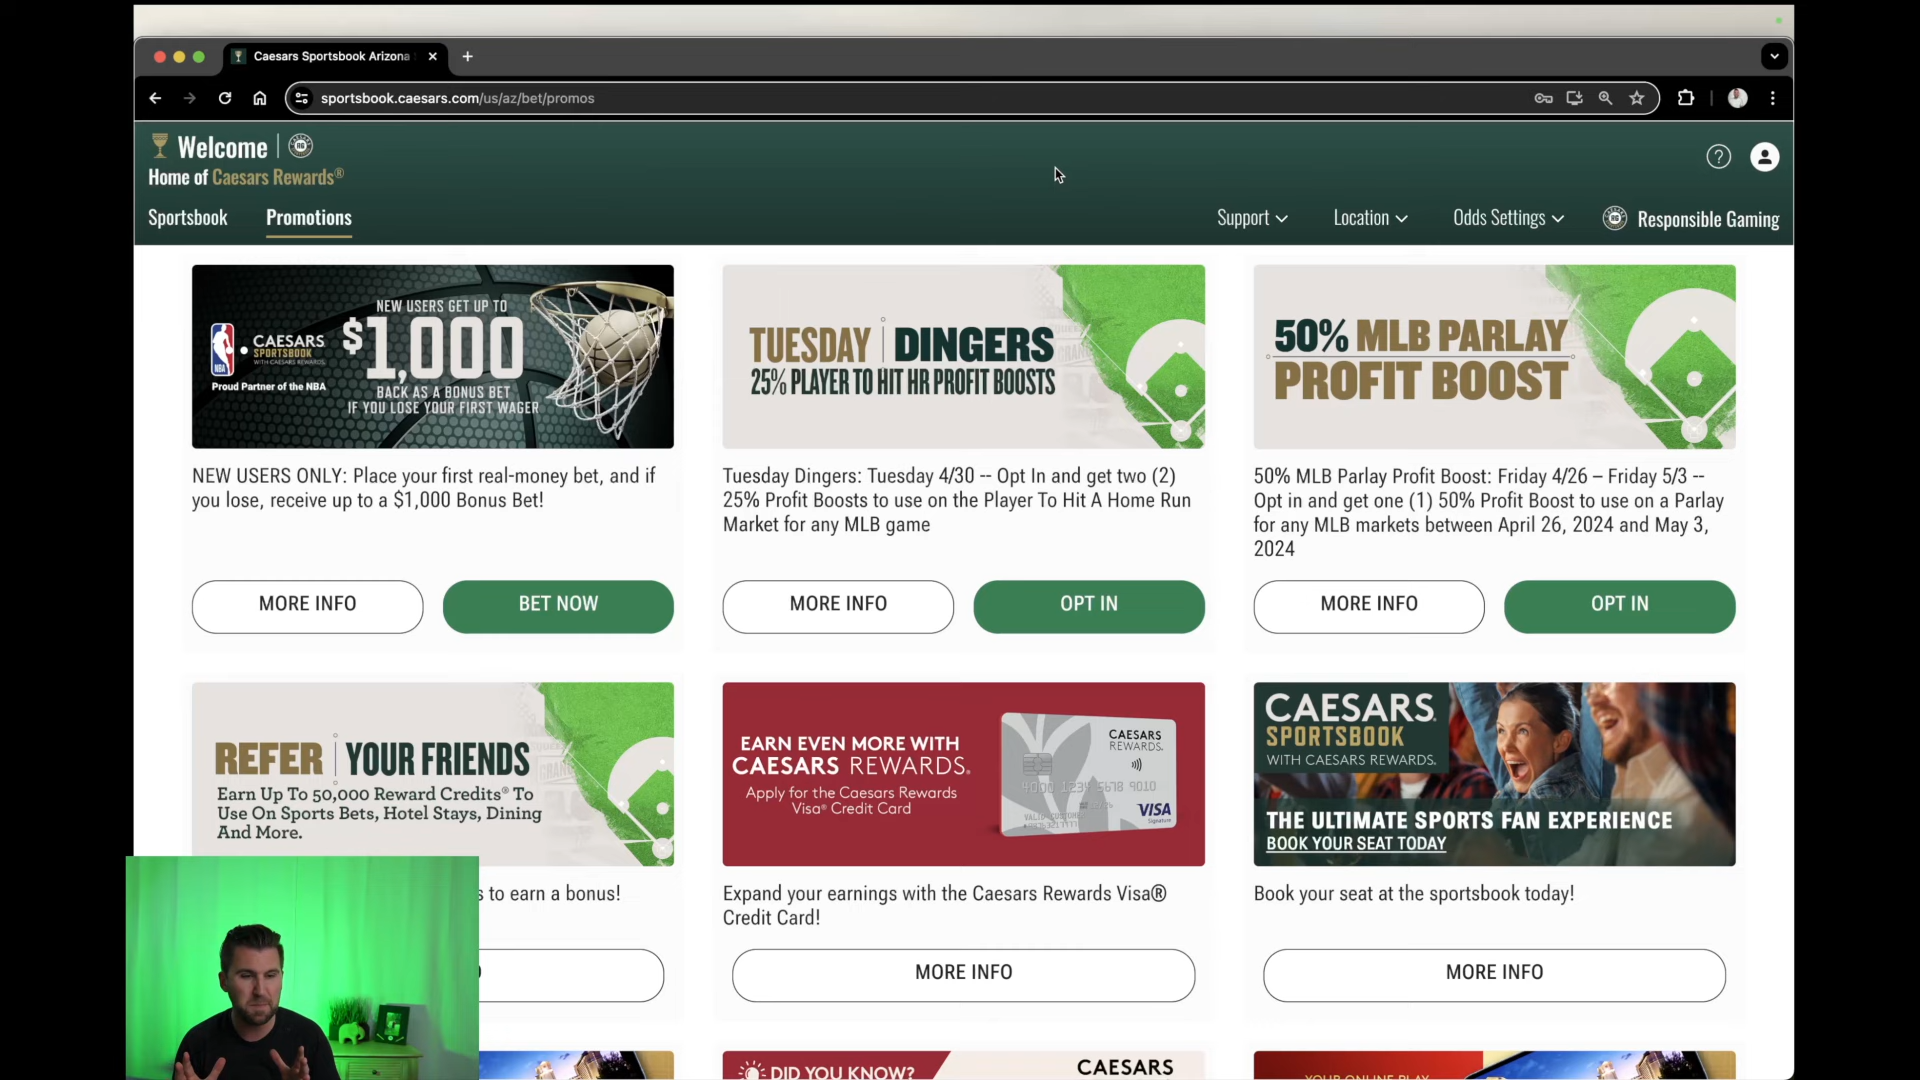 Caesars Sportsbook Arizona
sportsbook.caesars.com/us/az/bet/promos
Welcome
Home of Caesars Rewards®
Sportsbook Promotions
Support Location Odds Settings Responsible Gaming
NEW USERS GET UP TO
$1,000
BACK AS A BONUS BET
IF YOU LOSE YOUR FIRST WAGER
NBA
CAESARS
SPORTSBOOK
WITH CAESARS REWARDS.
Proud Partner of the NBA
NEW USERS ONLY: Place your first real-money bet, and if
you lose, receive up to a $1,000 Bonus Bet!
MORE INFO BET NOW
TUESDAY DINGERS
25% PLAYER TO HIT HR PROFIT BOOSTS
Tuesday Dingers: Tuesday 4/30 -- Opt In and get two (2)
25% Profit Boosts to use on the Player To Hit A Home Run
Market for any MLB game
MORE INFO OPT IN
50% MLB PARLAY
PROFIT BOOST
50% MLB Parlay Profit Boost: Friday 4/26 – Friday 5/3 --
Opt in and get one (1) 50% Profit Boost to use on a Parlay
for any MLB markets between April 26, 2024 and May 3,
2024
MORE INFO OPT IN
REFER YOUR FRIENDS
Earn Up To 50,000 Reward Credits® To
Use On Sports Bets, Hotel Stays, Dining
And More.
to earn a bonus!
EARN EVEN MORE WITH
CAESARS REWARDS®
Apply for the Caesars Rewards
Visa® Credit Card
CAESARS
REWARDS.
4000 1234 5678 9010
VISA
Signature
Expand your earnings with the Caesars Rewards Visa®
Credit Card!
MORE INFO
CAESARS
SPORTSBOOK
WITH CAESARS REWARDS.
THE ULTIMATE SPORTS FAN EXPERIENCE
BOOK YOUR SEAT TODAY
Book your seat at the sportsbook today!
MORE INFO
DID YOU KNOW?
CAESARS
YOUR ONLINE PLAY